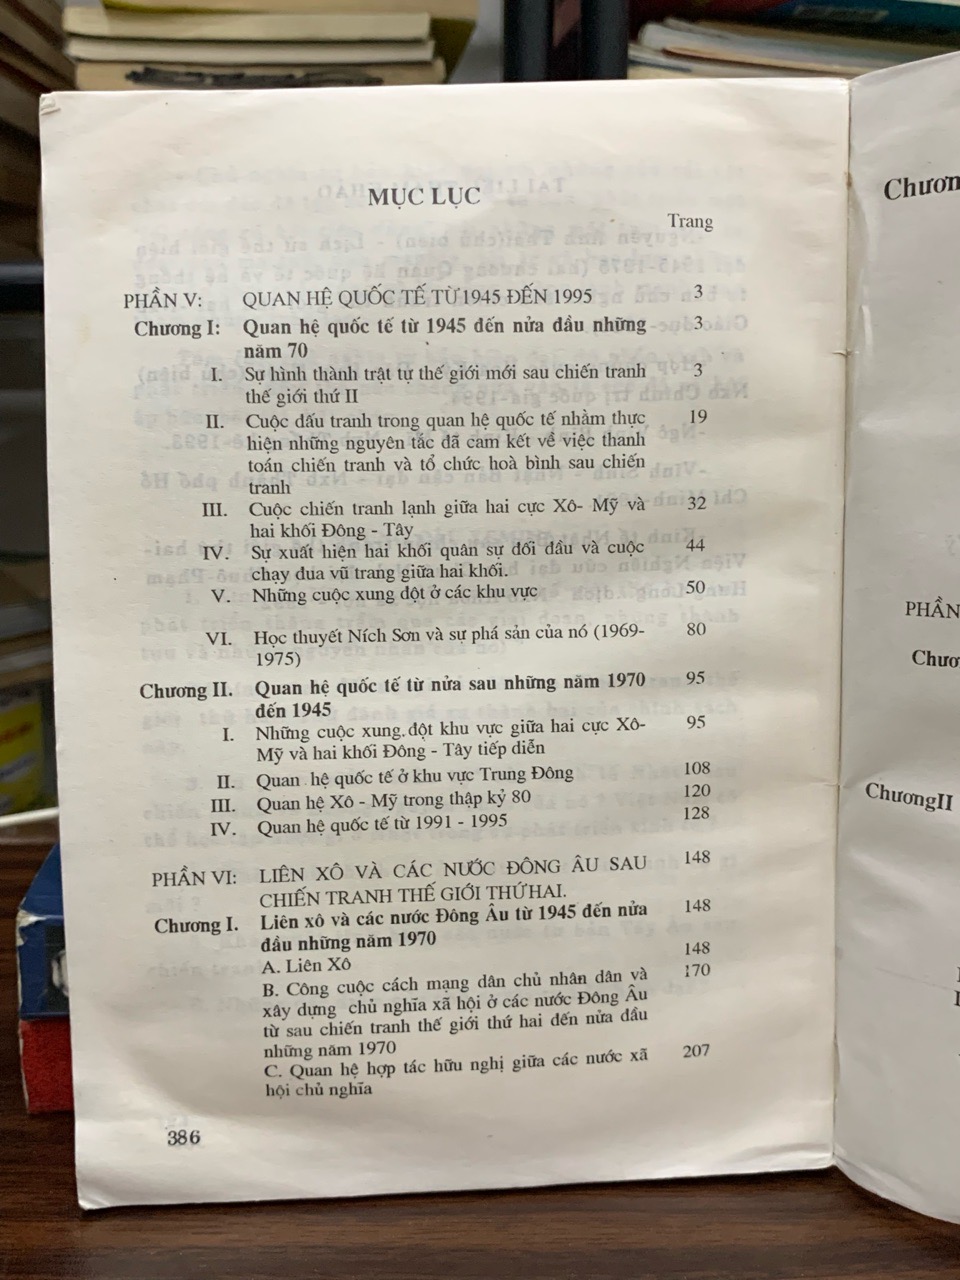 MỤC LỤC
Trang
PHẦN V: QUAN HỆ QUỐC TẾ TỪ 1945 ĐẾN 1995 3
Chương I: Quan hệ quốc tế từ 1945 đến nửa đầu những 3
năm 70
I. Sự hình thành trật tự thế giới mới sau chiến tranh 3
thế giới thứ II
II. Cuộc đấu tranh trong quan hệ quốc tế nhằm thực 19
hiện những nguyên tắc đã cam kết về việc thanh
toán chiến tranh và tổ chức hoà bình sau chiến
tranh
III. Cuộc chiến tranh lạnh giữa hai cực Xô- Mỹ và 32
hai khối Đông - Tây
IV. Sự xuất hiện hai khối quân sự đối đầu và cuộc 44
chạy đua vũ trang giữa hai khối.
V. Những cuộc xung đột ở các khu vực 50
VI. Học thuyết Ních Sơn và sự phá sản của nó (1969- 80
1975)
Chương II. Quan hệ quốc tế từ nửa sau những năm 1970 95
đến 1945
I. Những cuộc xung đột khu vực giữa hai cực Xô- 95
Mỹ và hai khối Đông - Tây tiếp diễn
II. Quan hệ quốc tế ở khu vực Trung Đông 108
III. Quan hệ Xô - Mỹ trong thập kỷ 80 120
IV. Quan hệ quốc tế từ 1991 - 1995 128
PHẦN VI: LIÊN XÔ VÀ CÁC NƯỚC ĐÔNG ÂU SAU 148
CHIẾN TRANH THẾ GIỚI THỨ HAI.
Chương I. Liên xô và các nước Đông Âu từ 1945 đến nửa 148
đầu những năm 1970
A. Liên Xô 148
B. Công cuộc cách mạng dân chủ nhân dân và 170
xây dựng chủ nghĩa xã hội ở các nước Đông Âu
từ sau chiến tranh thế giới thứ hai đến nửa đầu
những năm 1970
C. Quan hệ hợp tác hữu nghị giữa các nước xã 207
hội chủ nghĩa
386
PHẦN
ChươngII